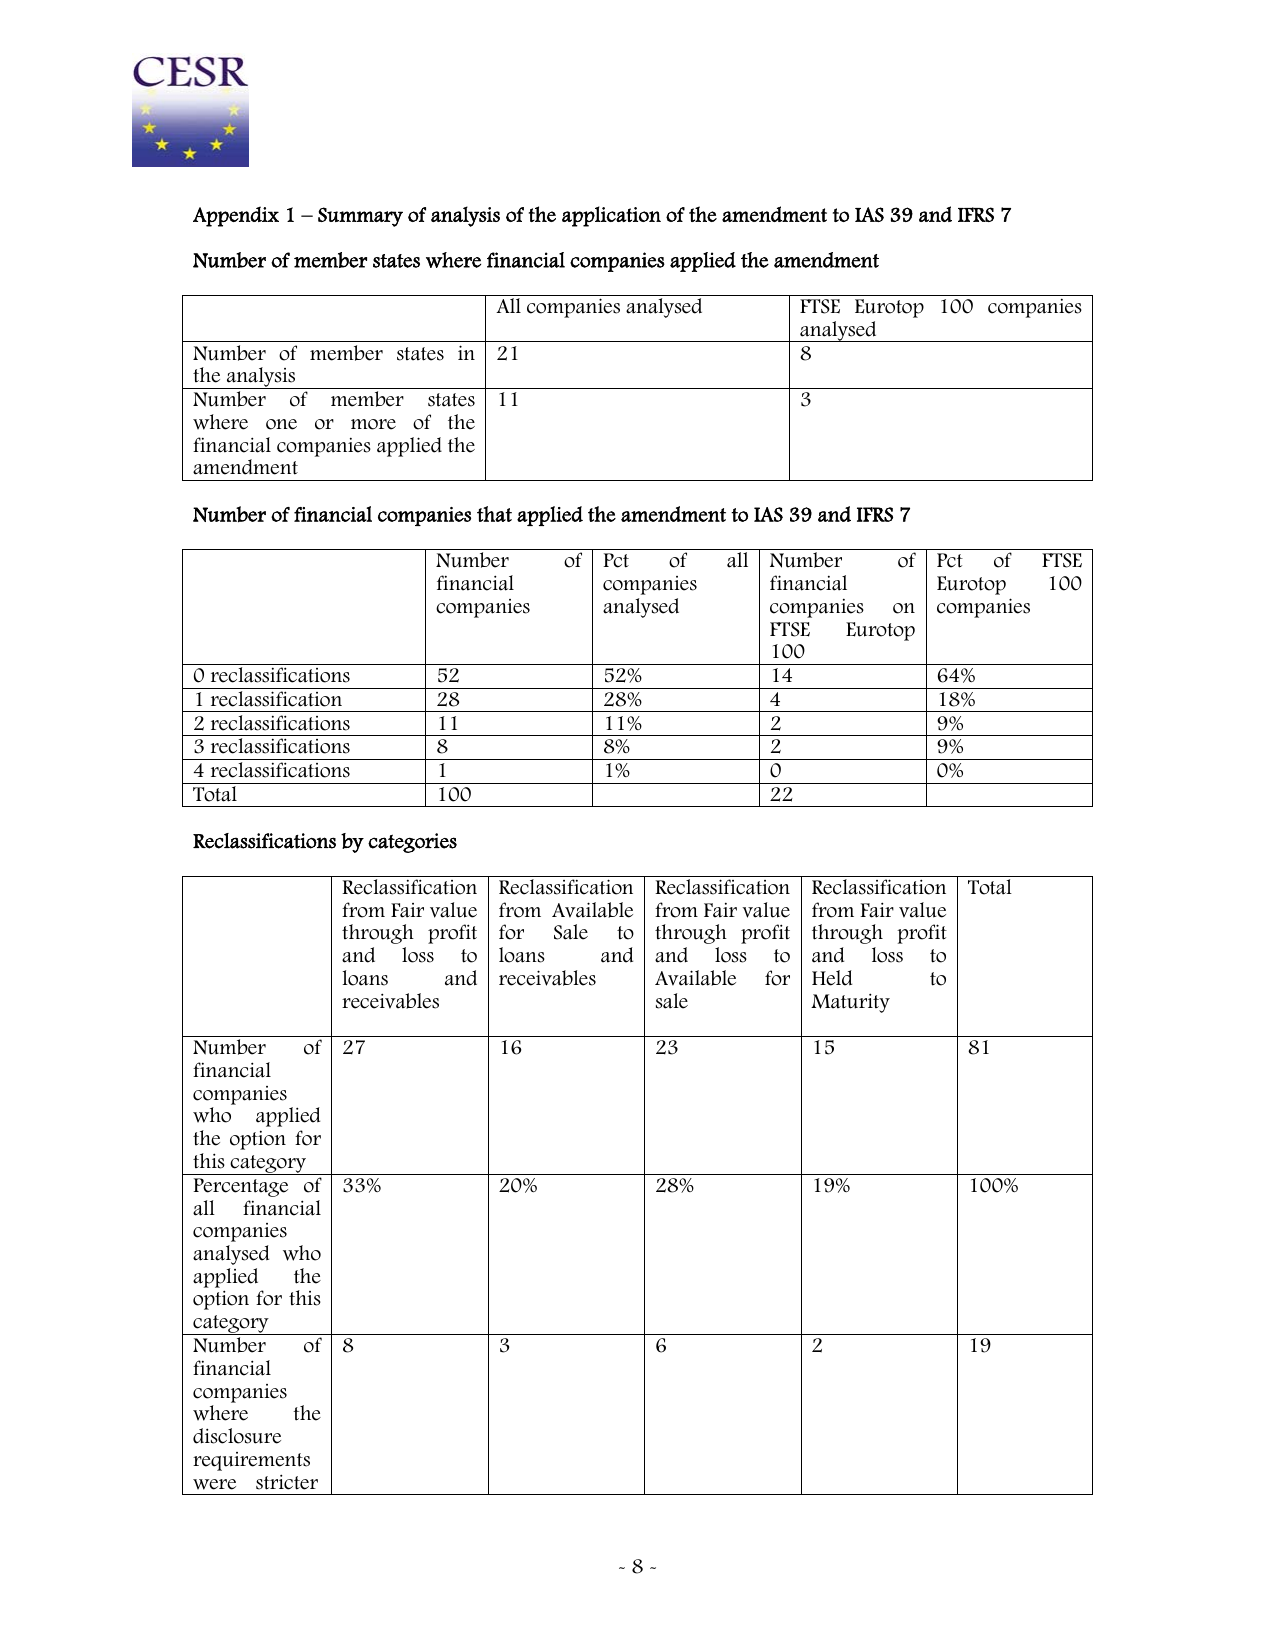 CESR
Appendix 1 – Summary of analysis of the application of the amendment to IAS 39 and IFRS 7
Number of member states where financial companies applied the amendment
All companies analysed
FTSE Eurotop 100 companies
analysed
Number of member states in
the analysis
21
8
Number of member states
where one or more of the
financial companies applied the
amendment
11
3
Number of financial companies that applied the amendment to IAS 39 and IFRS 7
Number of
financial
companies
Pct of all
companies
analysed
Number of
financial
companies on
FTSE Eurotop
100
Pct of FTSE
Eurotop 100
companies
0 reclassifications 52 52% 14 64%
1 reclassification 28 28% 4 18%
2 reclassifications 11 11% 2 9%
3 reclassifications 8 8% 2 9%
4 reclassifications 1 1% 0 0%
Total 100 22
Reclassifications by categories
Reclassification
from Fair value
through profit
and loss to
loans and
receivables
Reclassification
from Available
for Sale to
loans and
receivables
Reclassification
from Fair value
through profit
and loss to
Available for
sale
Reclassification
from Fair value
through profit
and loss to
Held to
Maturity
Total
Number of
financial
companies
who applied
the option for
this category
27
16
23
15
81
Percentage of
all financial
companies
analysed who
applied the
option for this
category
33%
20%
28%
19%
100%
Number of
financial
companies
where the
disclosure
requirements
were stricter
8
3
6
2
19
- 8 -